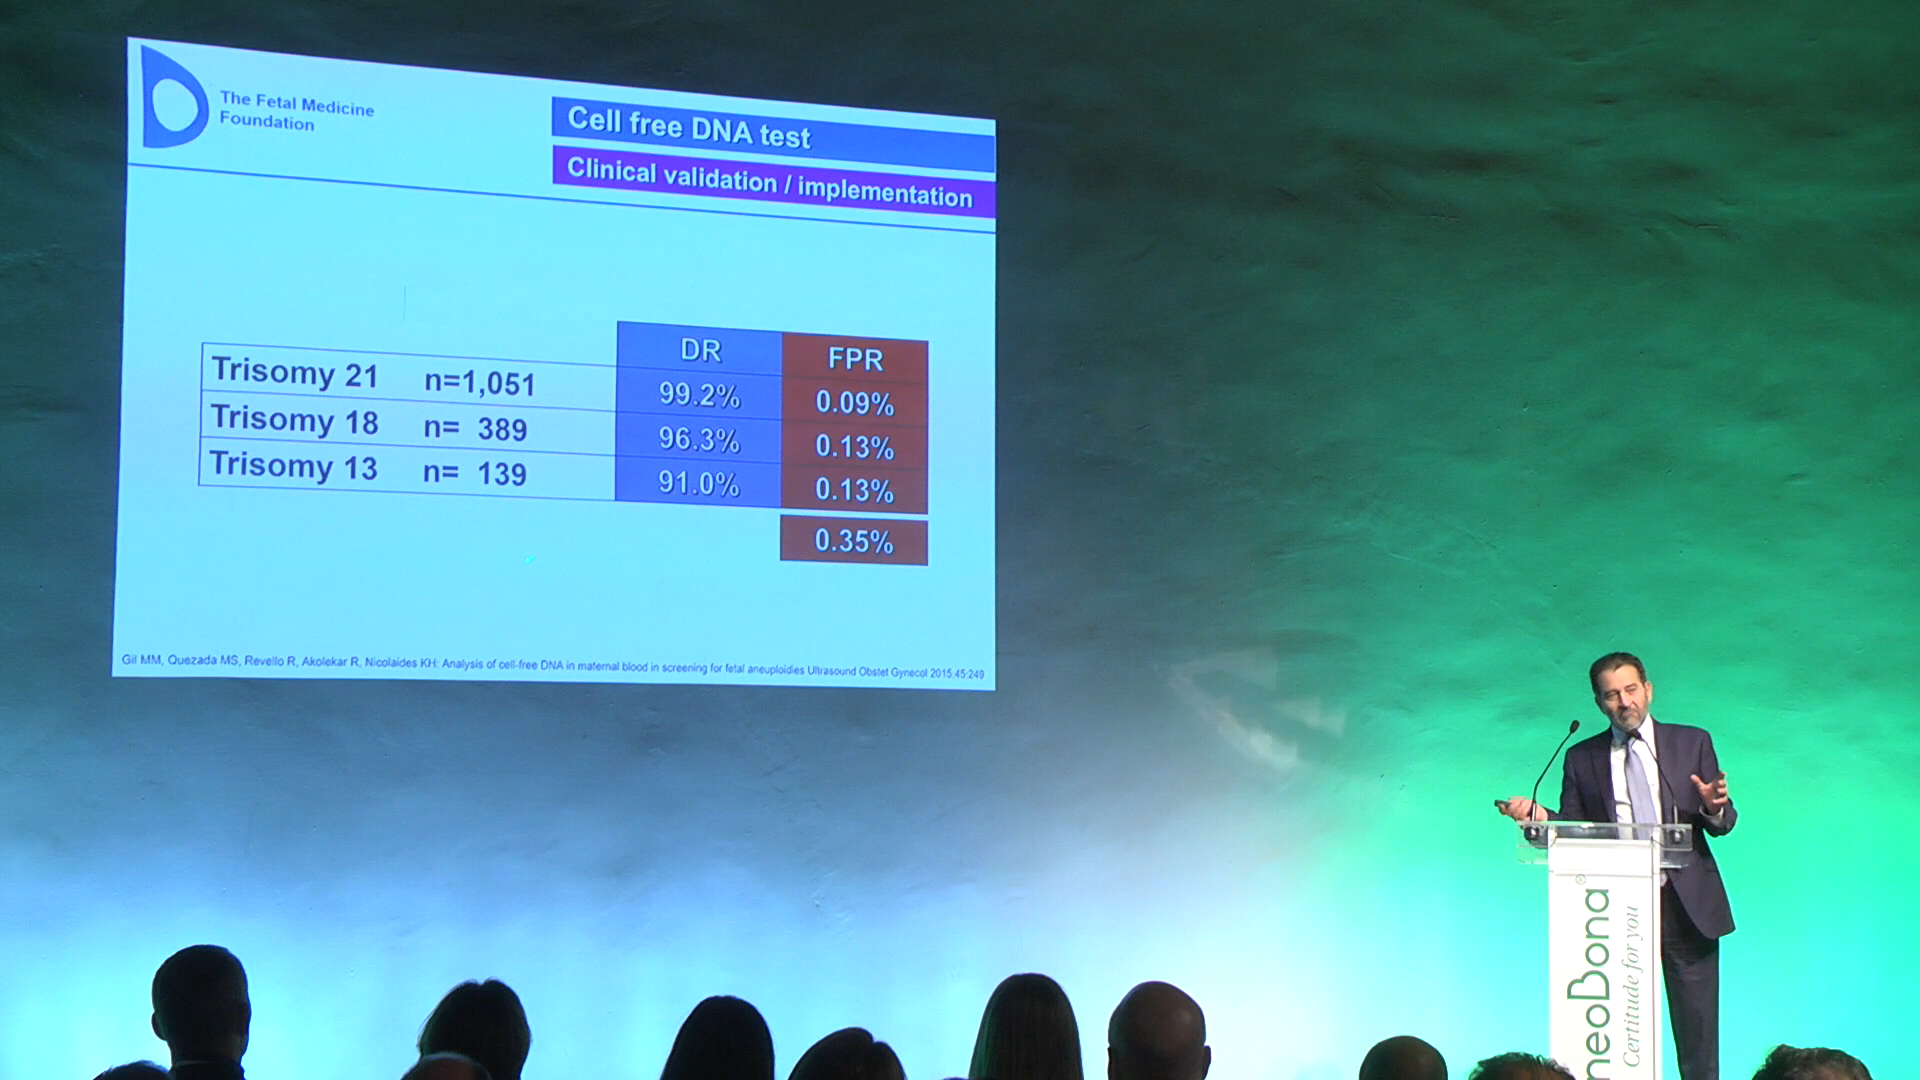 The Fetal Medicine
Foundation
Cell free DNA test
Clinical validation / implementation
DR FPR
Trisomy 21 n=1,051 99.2% 0.09%
Trisomy 18 n= 389 96.3% 0.13%
Trisomy 13 n= 139 91.0% 0.13%
0.35%
Gil MM, Quezada MS, Revello R, Akolekar R, Nicolaides KH: Analysis of cell-free DNA in maternal blood in screening for fetal aneuploidies Ultrasound Obstet Gynecol 2015;45:249
neoBona®
Certitude for you